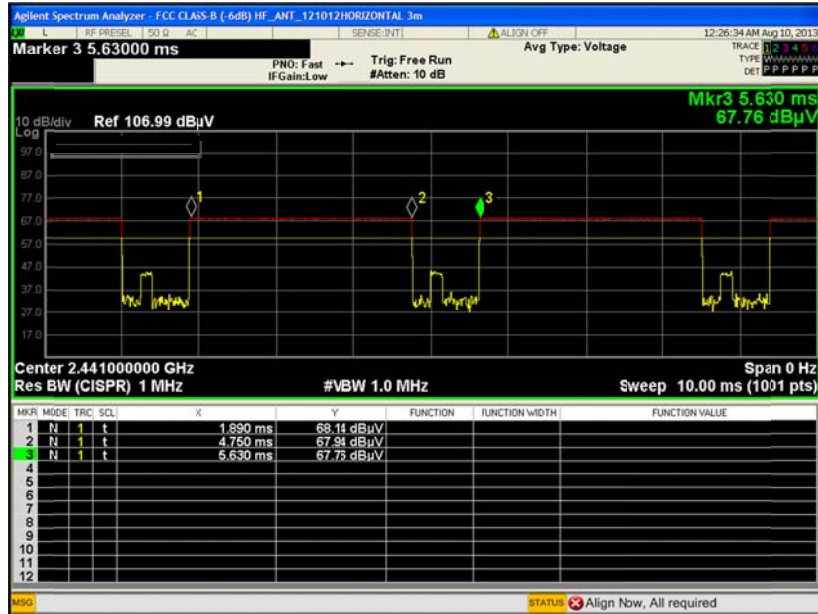 Agilent Spectrum Analyzer - FCC CLASS-B (-6dB) HF_ANT_121012HORIZONTAL 3m
LXI L RF PRESEL 50 Ω AC SENSE:INT ALIGN OFF 12:26:34 AM Aug 10, 2013
Marker 3 5.63000 ms
PNO: Fast
IFGain:Low
Trig: Free Run
#Atten: 10 dB
Avg Type: Voltage
TRACE 1 2 3 4 5 6
TYPE WWWWWW
DET P P P P P P
Mkr3 5.630 ms
67.76 dBµV
10 dB/div Ref 106.99 dBµV
Log
97.0
87.0
77.0
67.0
57.0
47.0
37.0
27.0
17.0
1
2
3
Center 2.441000000 GHz Span 0 Hz
Res BW (CISPR) 1 MHz #VBW 1.0 MHz Sweep 10.00 ms (1001 pts)
MKR MODE TRC SCL X Y FUNCTION FUNCTION WIDTH FUNCTION VALUE
1 N 1 t 1.890 ms 68.14 dBµV
2 N 1 t 4.750 ms 67.94 dBµV
3 N 1 t 5.630 ms 67.76 dBµV
4
5
6
7
8
9
10
11
12
MSG STATUS Align Now, All required